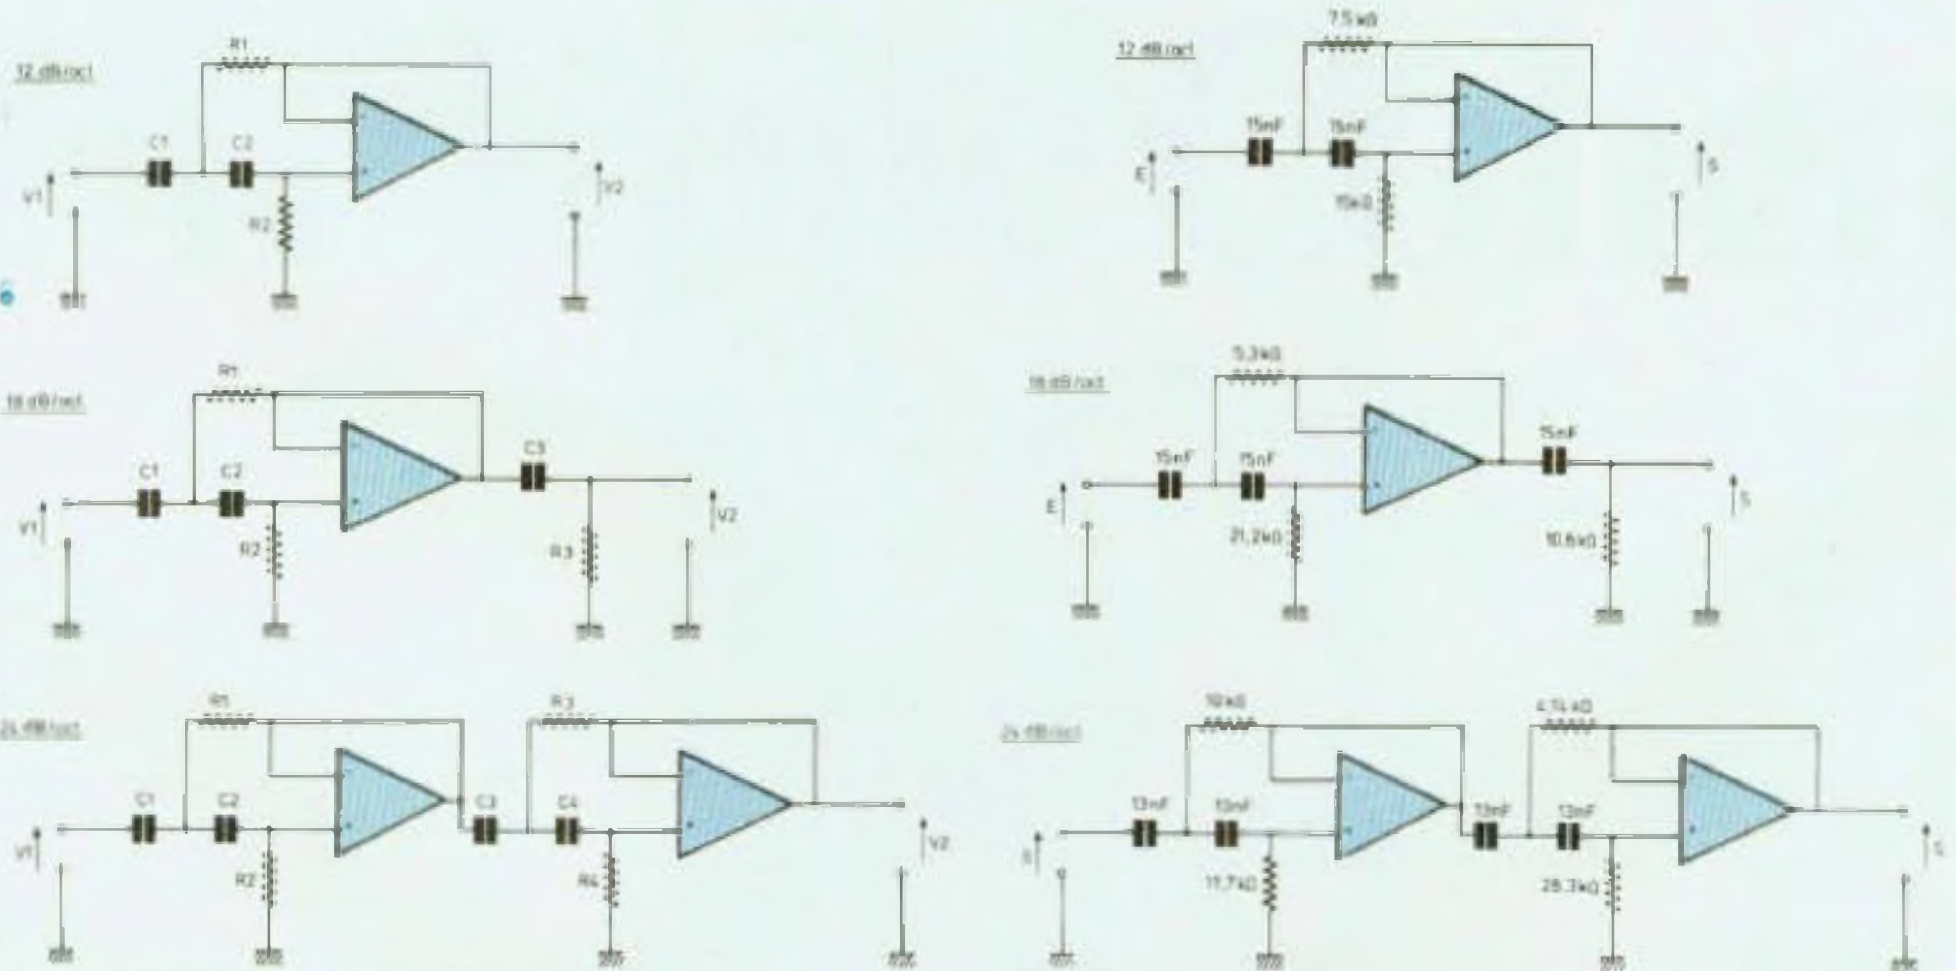 12 dB/oct
R1
C1
C2
R2
V1
V2
12 dB/oct
7,5 kΩ
15nF
15nF
15kΩ
E
S
18 dB/oct
R1
C1
C2
C3
R2
R3
V1
V2
18 dB/oct
5,3kΩ
15nF
15nF
15nF
21,2kΩ
10,6kΩ
E
S
24 dB/oct
R1
R3
C1
C2
C3
C4
R2
R4
V1
V2
24 dB/oct
10kΩ
4,14 kΩ
13nF
13nF
13nF
13nF
11,7kΩ
28,3kΩ
E
S